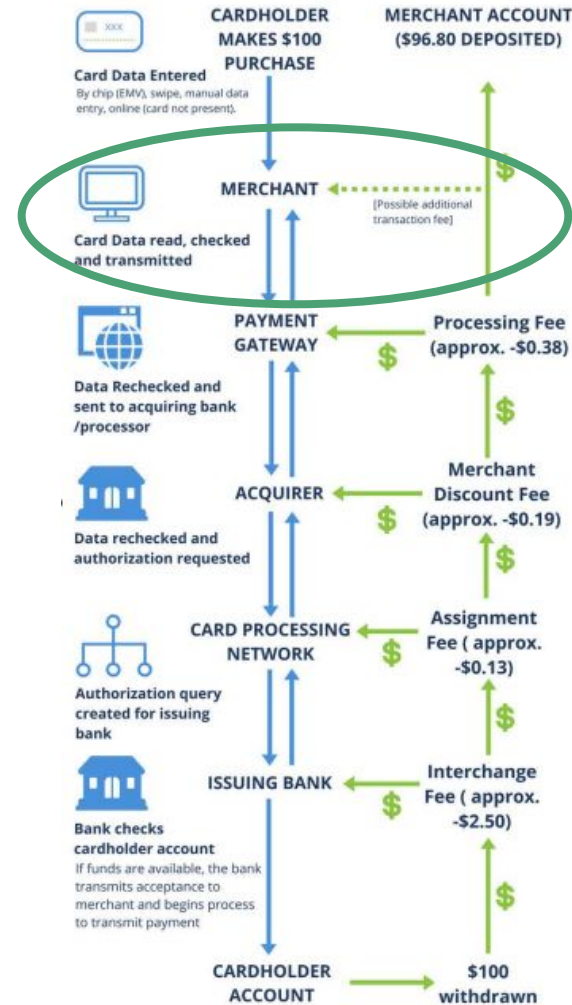 CARDHOLDER
MAKES $100
PURCHASE
MERCHANT ACCOUNT
($96.80 DEPOSITED)
XXX
Card Data Entered
By chip (EMV), swipe, manual data
entry, online (card not present).
$
MERCHANT
[Possible additional
transaction fee]
Card Data read, checked
and transmitted
PAYMENT
GATEWAY
$
Processing Fee
(approx. -$0.38)
Data Rechecked and
sent to acquiring bank
/processor
$
ACQUIRER
$
Merchant
Discount Fee
(approx. -$0.19)
Data rechecked and
authorization requested
$
CARD PROCESSING
NETWORK
$
Assignment
Fee ( approx.
-$0.13)
Authorization query
created for issuing
bank
$
ISSUING BANK
$
Interchange
Fee ( approx.
-$2.50)
Bank checks
cardholder account
If funds are available, the bank
transmits acceptance to
merchant and begins process
to transmit payment
$
CARDHOLDER
ACCOUNT
$100
withdrawn